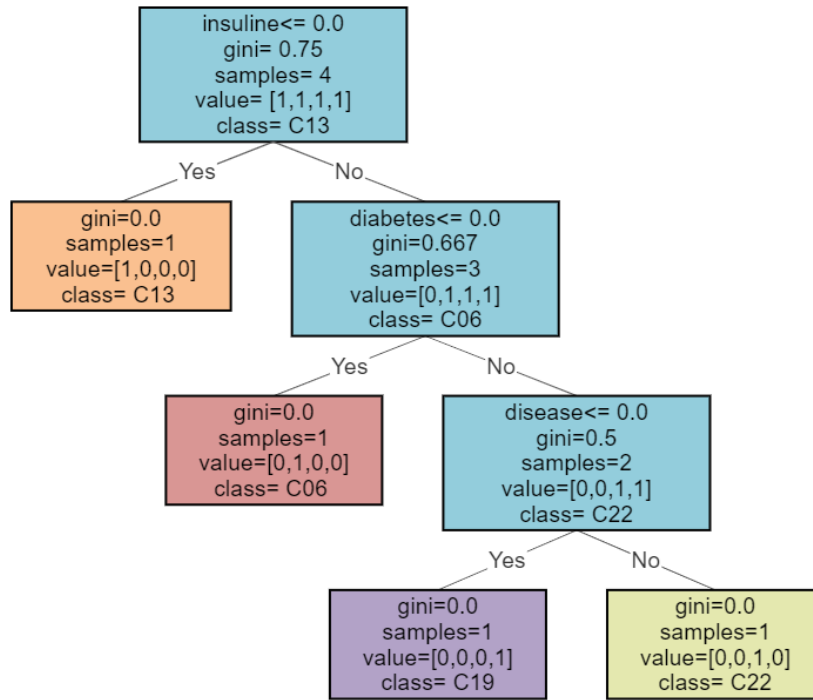 insuline<= 0.0
gini= 0.75
samples= 4
value= [1,1,1,1]
class= C13
Yes
No
gini=0.0
samples=1
value=[1,0,0,0]
class= C13
diabetes<= 0.0
gini=0.667
samples=3
value=[0,1,1,1]
class= C06
Yes
No
gini=0.0
samples=1
value=[0,1,0,0]
class= C06
disease<= 0.0
gini=0.5
samples=2
value=[0,0,1,1]
class= C22
Yes
No
gini=0.0
samples=1
value=[0,0,0,1]
class= C19
gini=0.0
samples=1
value=[0,0,1,0]
class= C22